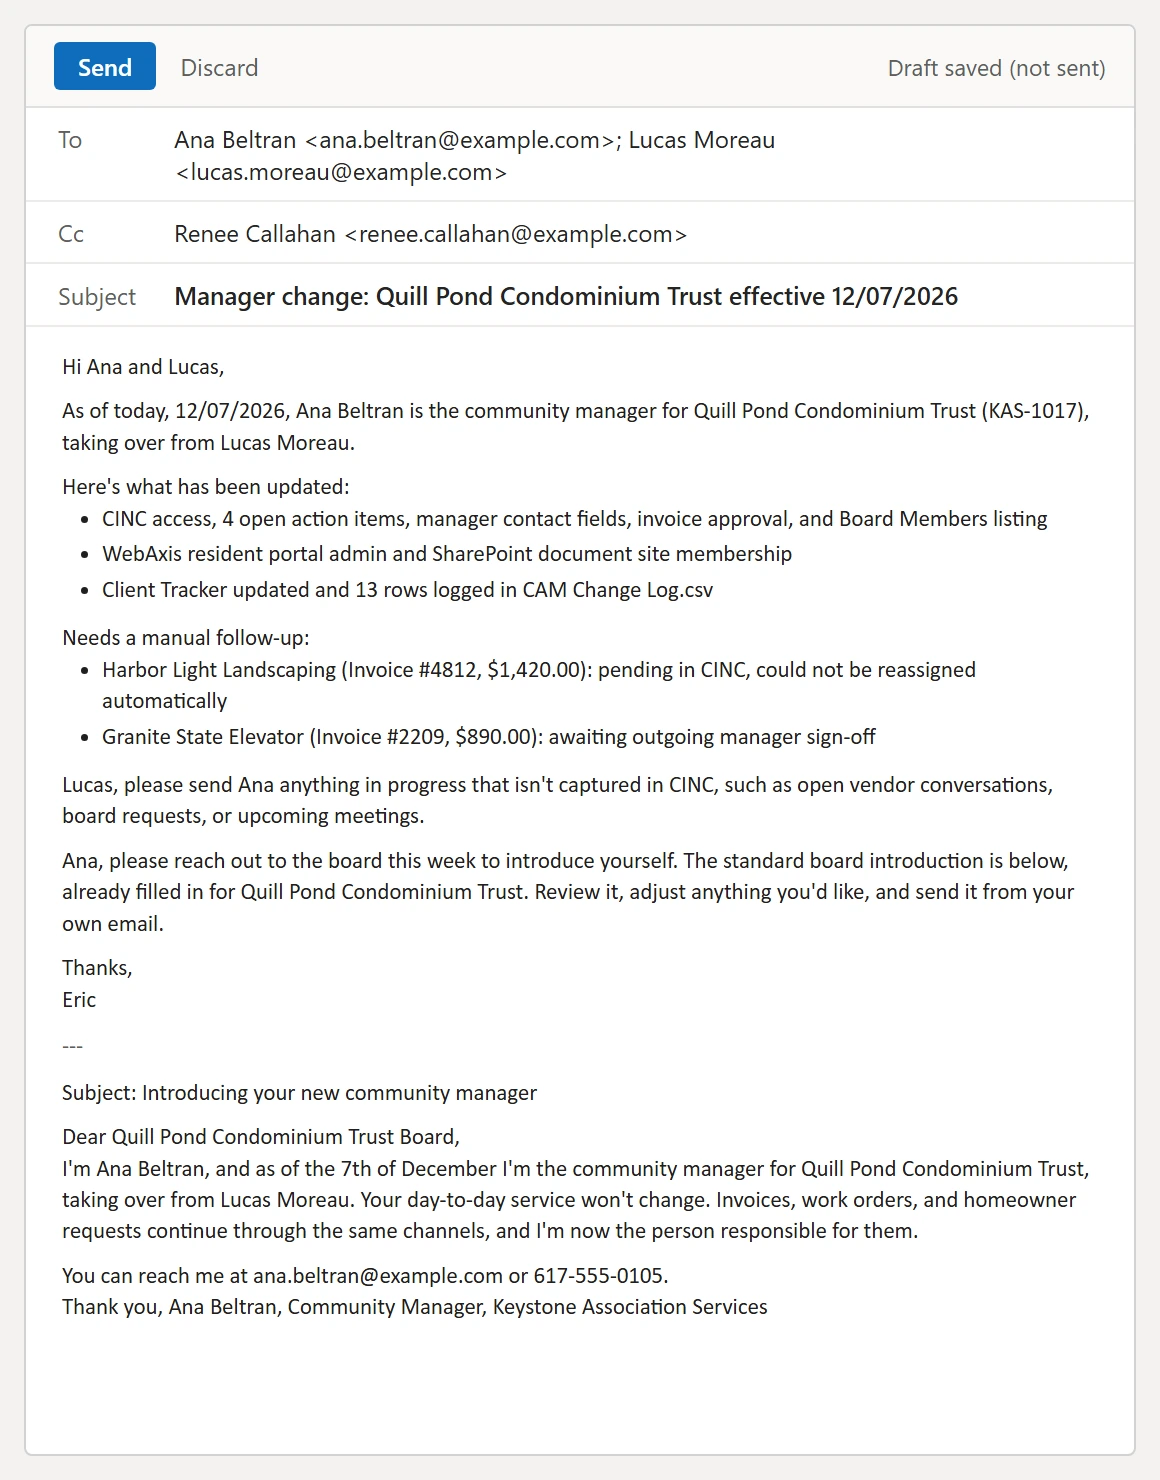 Send Discard Draft saved (not sent)
To Ana Beltran <ana.beltran@example.com>; Lucas Moreau
<lucas.moreau@example.com>
Cc Renee Callahan <renee.callahan@example.com>
Subject Manager change: Quill Pond Condominium Trust effective 12/07/2026
Hi Ana and Lucas,
As of today, 12/07/2026, Ana Beltran is the community manager for Quill Pond Condominium Trust (KAS-1017),
taking over from Lucas Moreau.
Here's what has been updated:
• CINC access, 4 open action items, manager contact fields, invoice approval, and Board Members listing
• WebAxis resident portal admin and SharePoint document site membership
• Client Tracker updated and 13 rows logged in CAM Change Log.csv
Needs a manual follow-up:
• Harbor Light Landscaping (Invoice #4812, $1,420.00): pending in CINC, could not be reassigned
automatically
• Granite State Elevator (Invoice #2209, $890.00): awaiting outgoing manager sign-off
Lucas, please send Ana anything in progress that isn't captured in CINC, such as open vendor conversations,
board requests, or upcoming meetings.
Ana, please reach out to the board this week to introduce yourself. The standard board introduction is below,
already filled in for Quill Pond Condominium Trust. Review it, adjust anything you'd like, and send it from your
own email.
Thanks,
Eric
---
Subject: Introducing your new community manager
Dear Quill Pond Condominium Trust Board,
I'm Ana Beltran, and as of the 7th of December I'm the community manager for Quill Pond Condominium Trust,
taking over from Lucas Moreau. Your day-to-day service won't change. Invoices, work orders, and homeowner
requests continue through the same channels, and I'm now the person responsible for them.
You can reach me at ana.beltran@example.com or 617-555-0105.
Thank you, Ana Beltran, Community Manager, Keystone Association Services